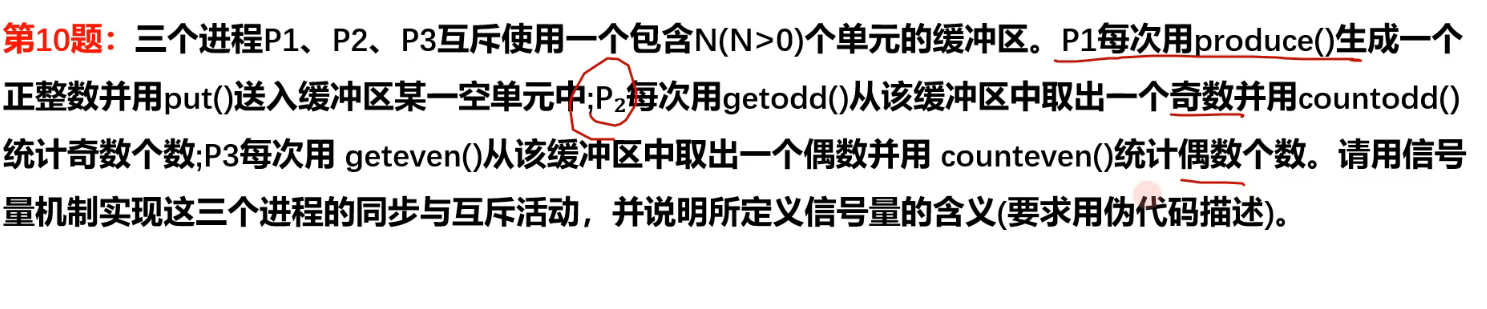 第10题：三个进程P1、P2、P3互斥使用一个包含N(N>0)个单元的缓冲区。P1每次用produce()生成一个
正整数并用put()送入缓冲区某一空单元中;P₂每次用getodd()从该缓冲区中取出一个奇数并用countodd()
统计奇数个数;P3每次用 geteven()从该缓冲区中取出一个偶数并用 counteven()统计偶数个数。请用信号
量机制实现这三个进程的同步与互斥活动，并说明所定义信号量的含义(要求用伪代码描述)。